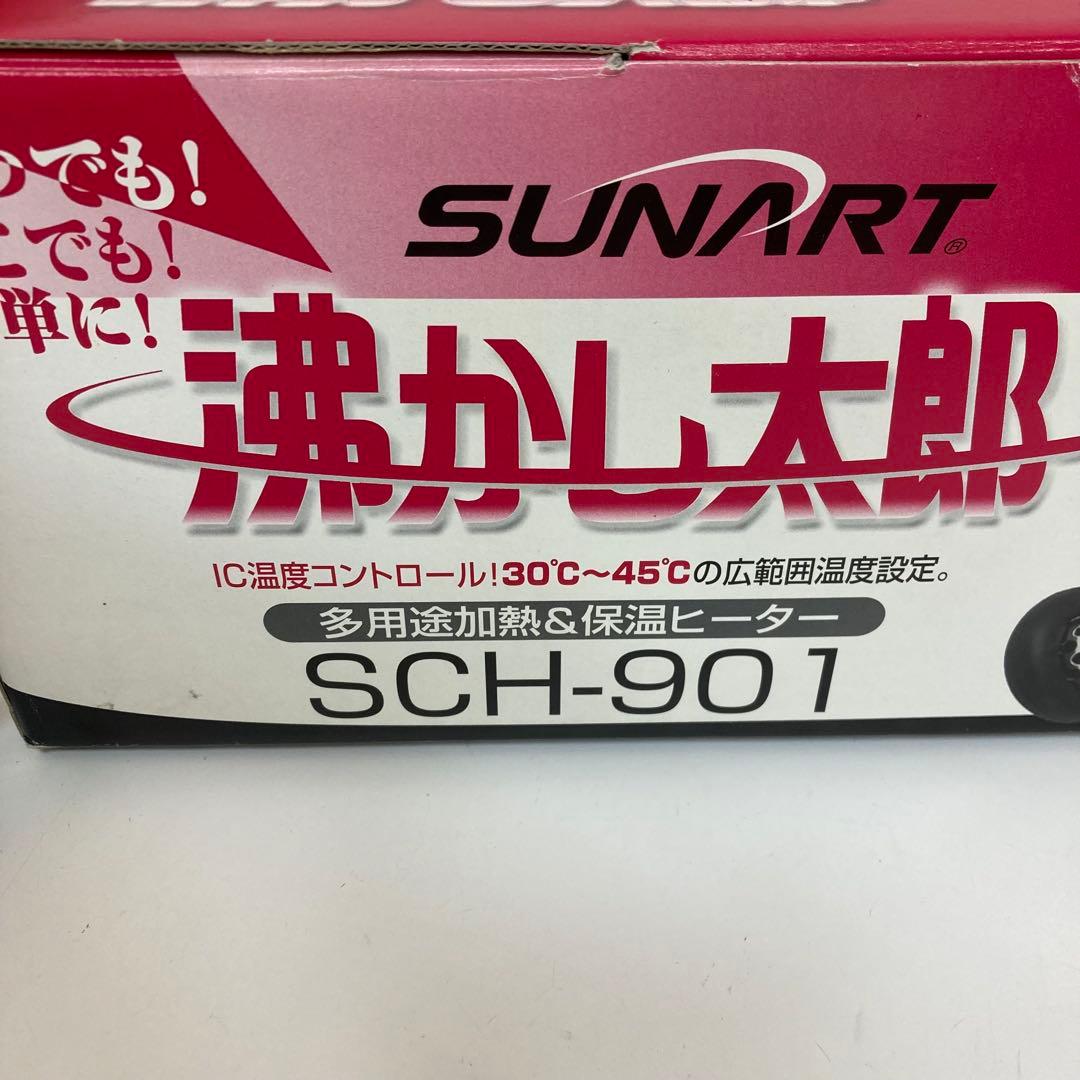 つでも!
こでも!
単に!
SUNART®
沸かし太郎
IC温度コントロール!30℃～45℃の広範囲温度設定。
多用途加熱&保温ヒーター
SCH-901